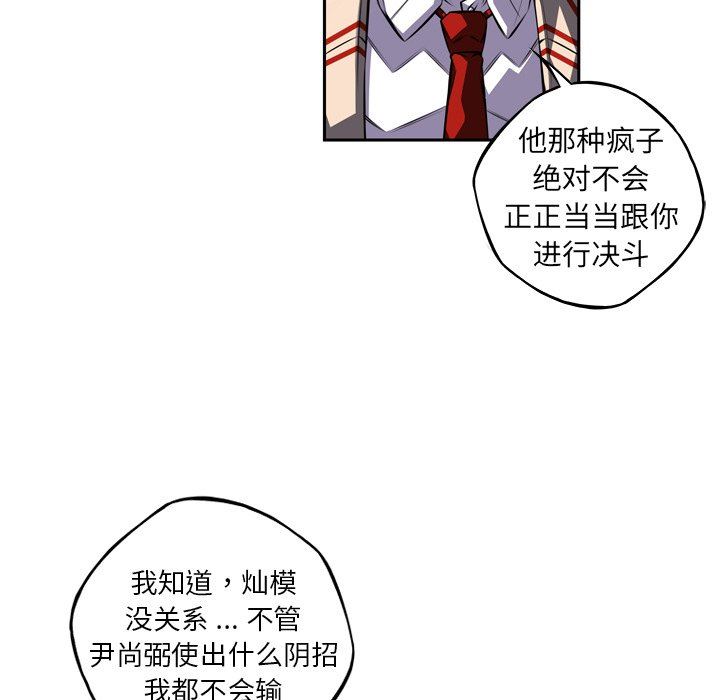 他那种疯子
绝对不会
正正当当跟你
进行决斗
我知道，灿模
没关系...不管
尹尚弼使出什么阴招
我都不会输